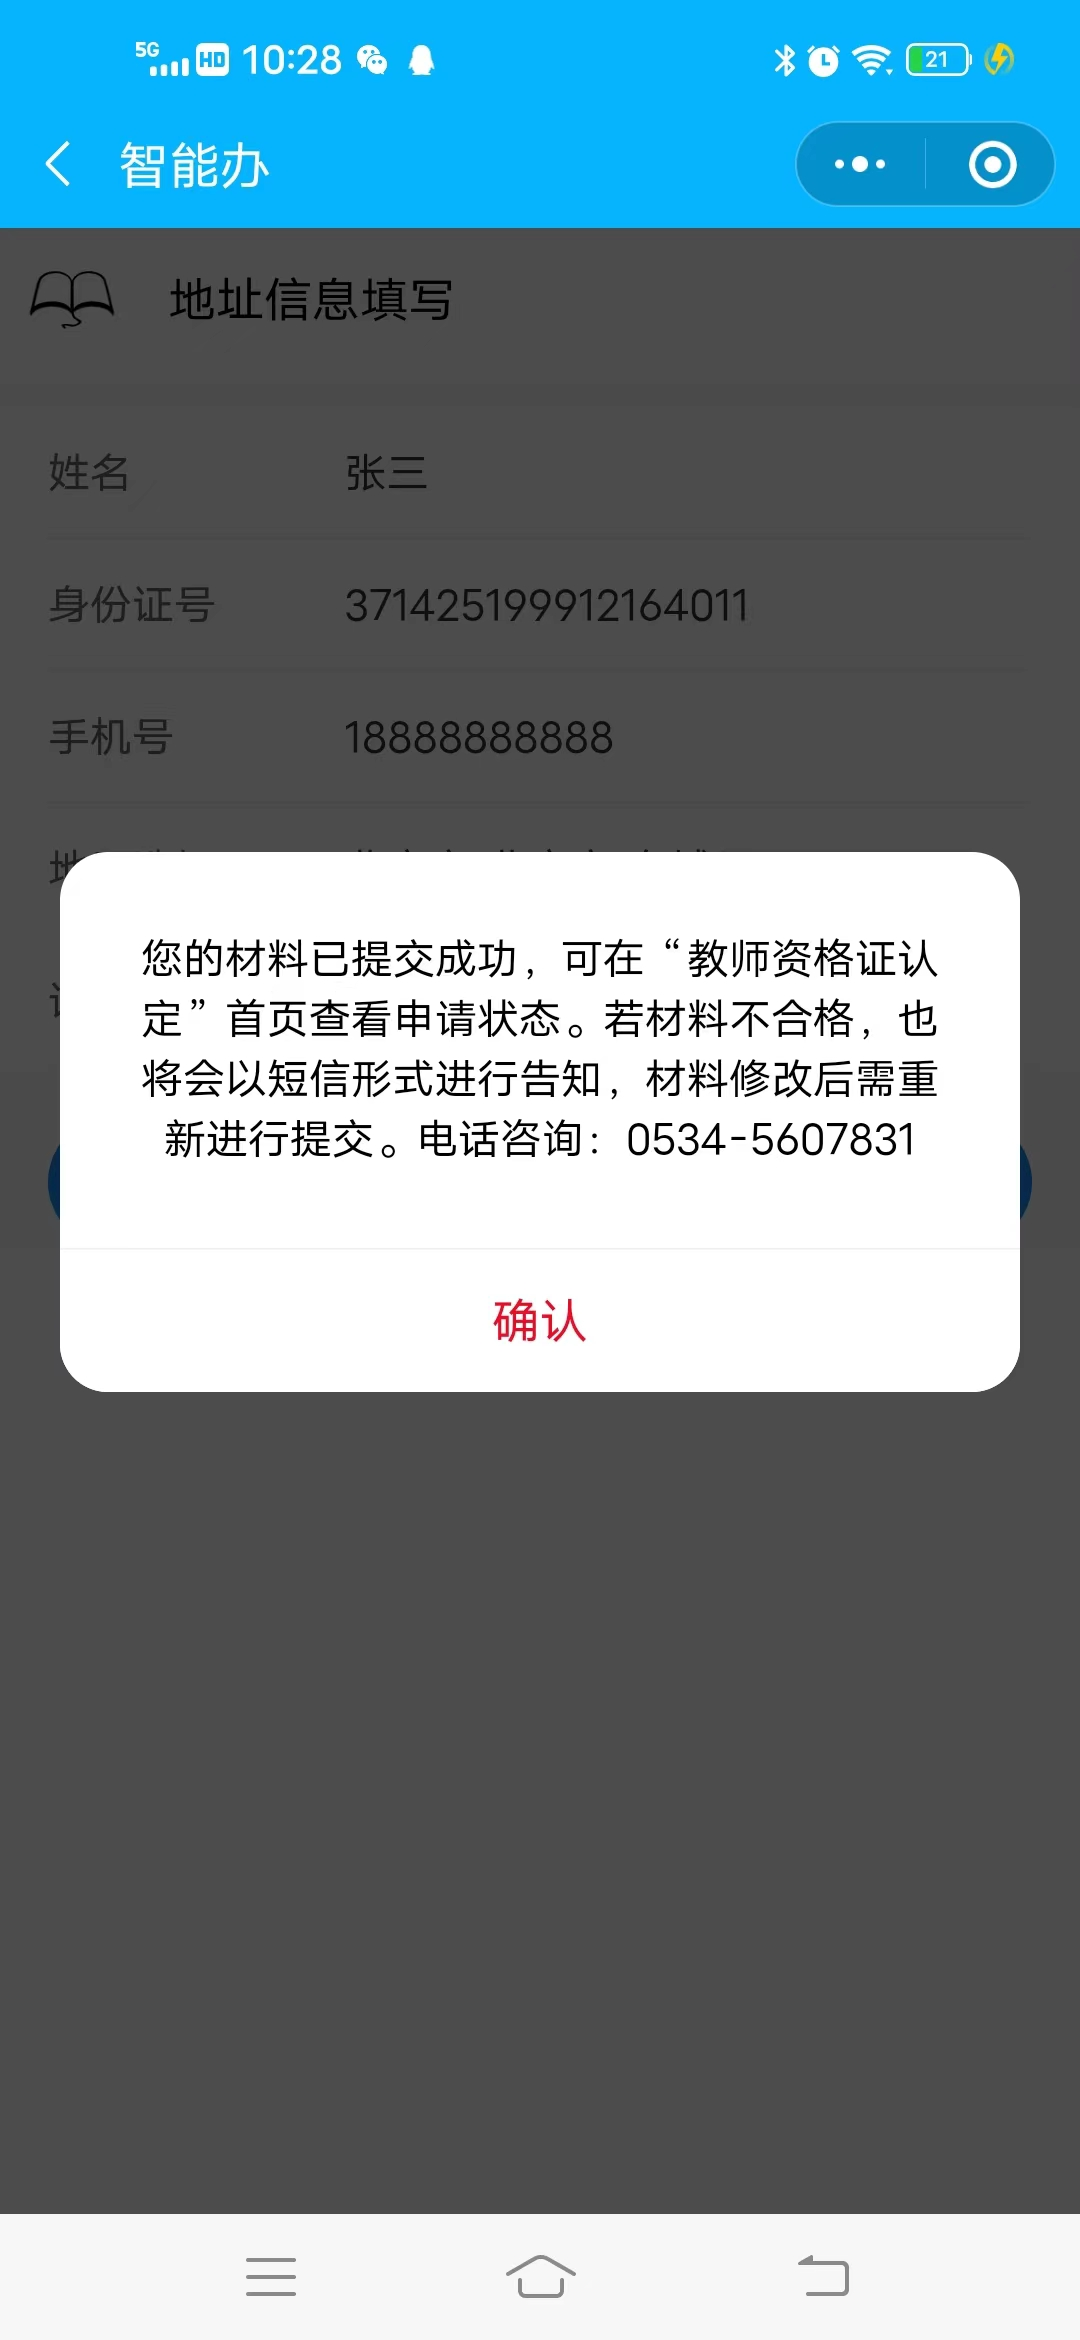 5G HD 10:28 21
智能办
地址信息填写
姓名 张三
身份证号 371425199912164011
手机号 18888888888
您的材料已提交成功，可在“教师资格证认
定”首页查看申请状态。若材料不合格，也
将会以短信形式进行告知，材料修改后需重
新进行提交。电话咨询：0534-5607831
确认